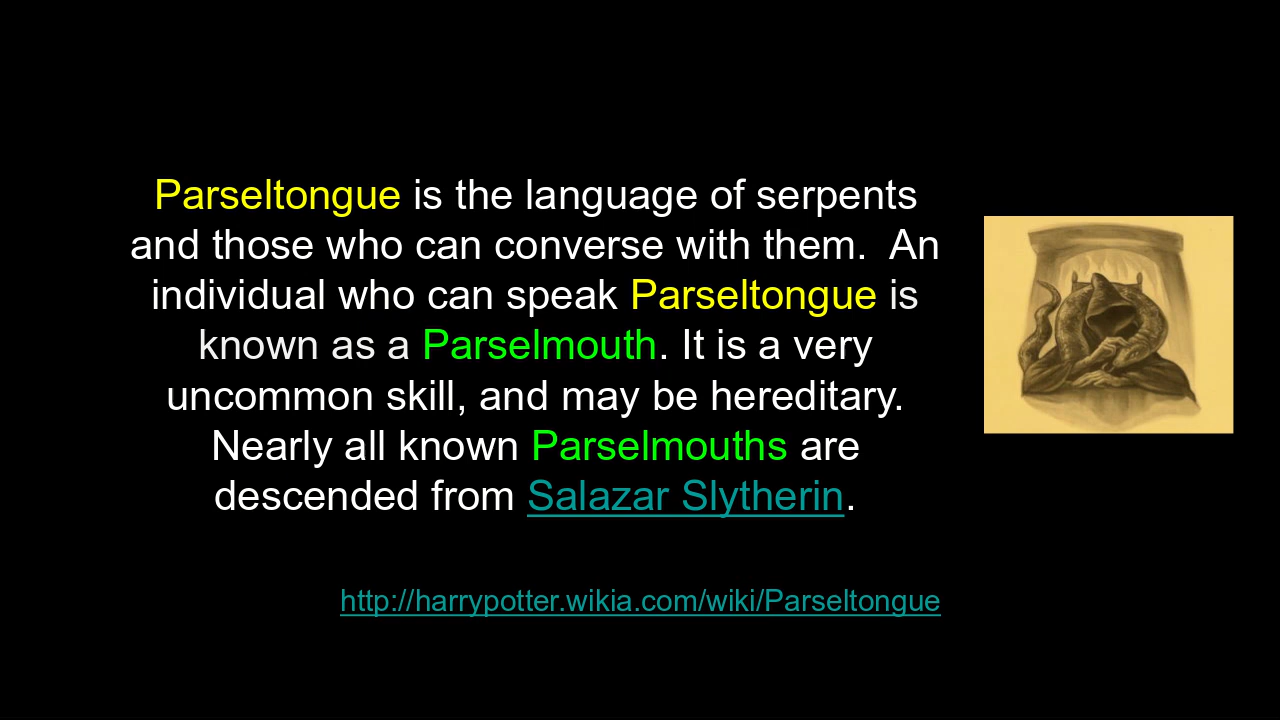 Parseltongue is the language of serpents
and those who can converse with them.  An
individual who can speak Parseltongue is
known as a Parselmouth. It is a very
uncommon skill, and may be hereditary.
Nearly all known Parselmouths are
descended from Salazar Slytherin.
http://harrypotter.wikia.com/wiki/Parseltongue